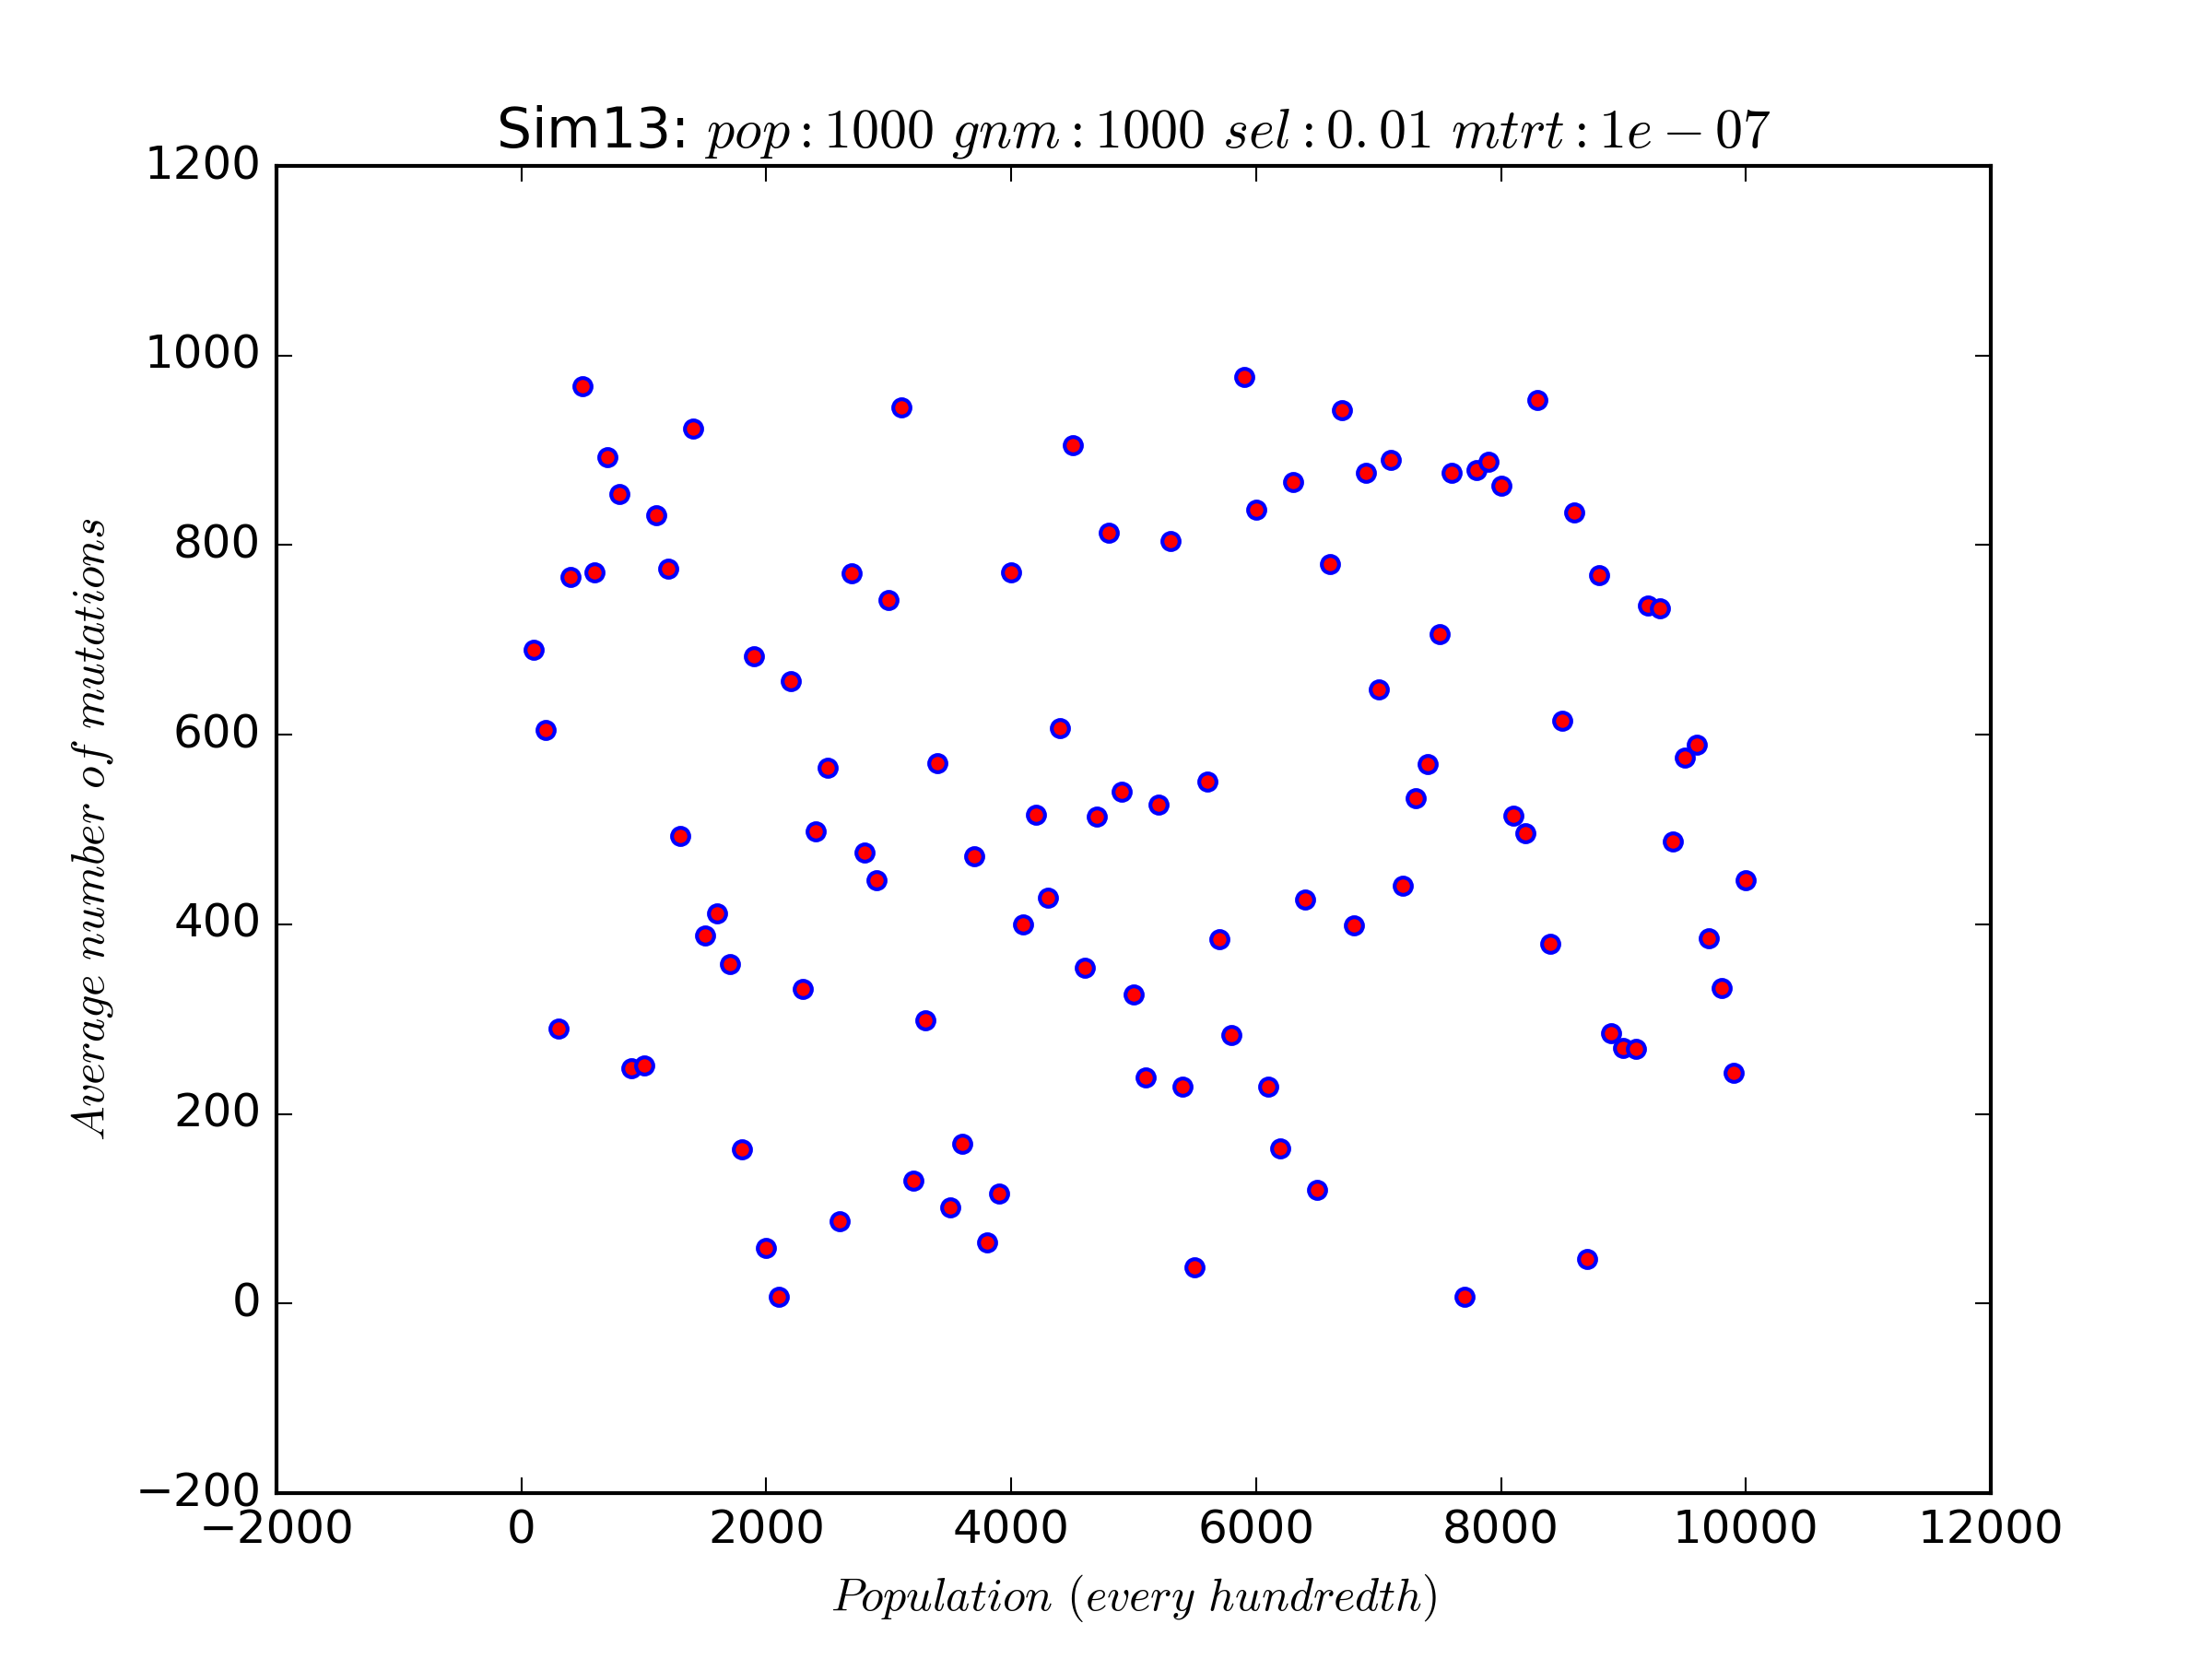 Sim13: pop : 1000 gnm : 1000 sel : 0.01 mtrt : 1e − 07
1200
1000
800
600
400
200
0
−200
Average number of mutations
−2000 0 2000 4000 6000 8000 10000 12000
Population (every hundredth)